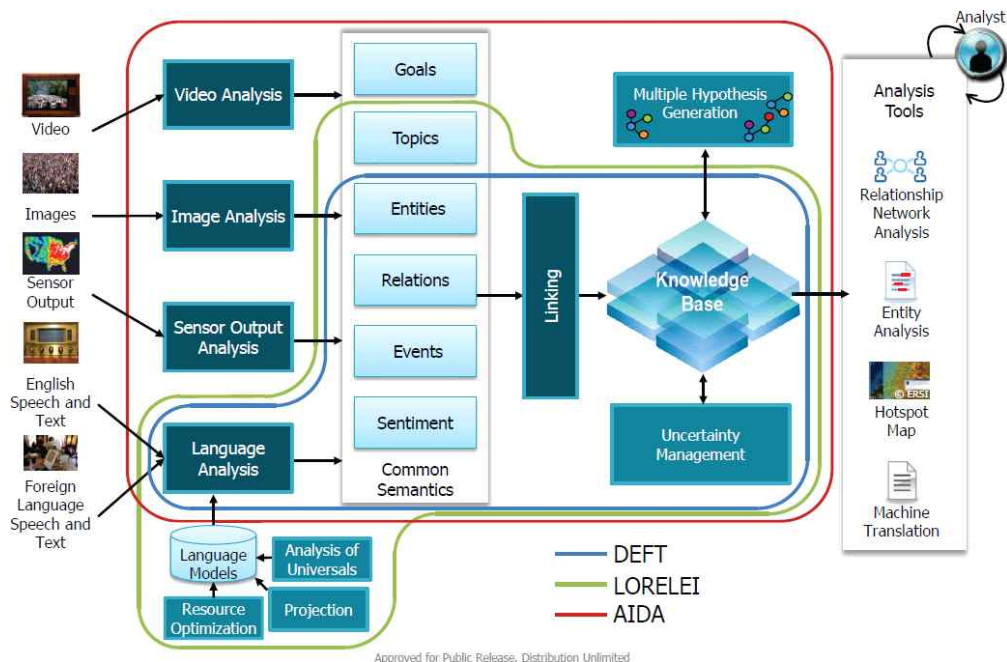 Analyst
Video
Images
Sensor
Output
English
Speech and
Text
Foreign
Language
Speech and
Text
Video Analysis
Image Analysis
Sensor Output
Analysis
Language
Analysis
Goals
Topics
Entities
Relations
Events
Sentiment
Common
Semantics
Linking
Multiple Hypothesis
Generation
Knowledge
Base
Uncertainty
Management
Analysis
Tools
Relationship
Network
Analysis
Entity
Analysis
© ERSI
Hotspot
Map
Machine
Translation
Language
Models
Analysis of
Universals
Resource
Optimization
Projection
DEFT
LORELEI
AIDA
Approved for Public Release. Distribution Unlimited